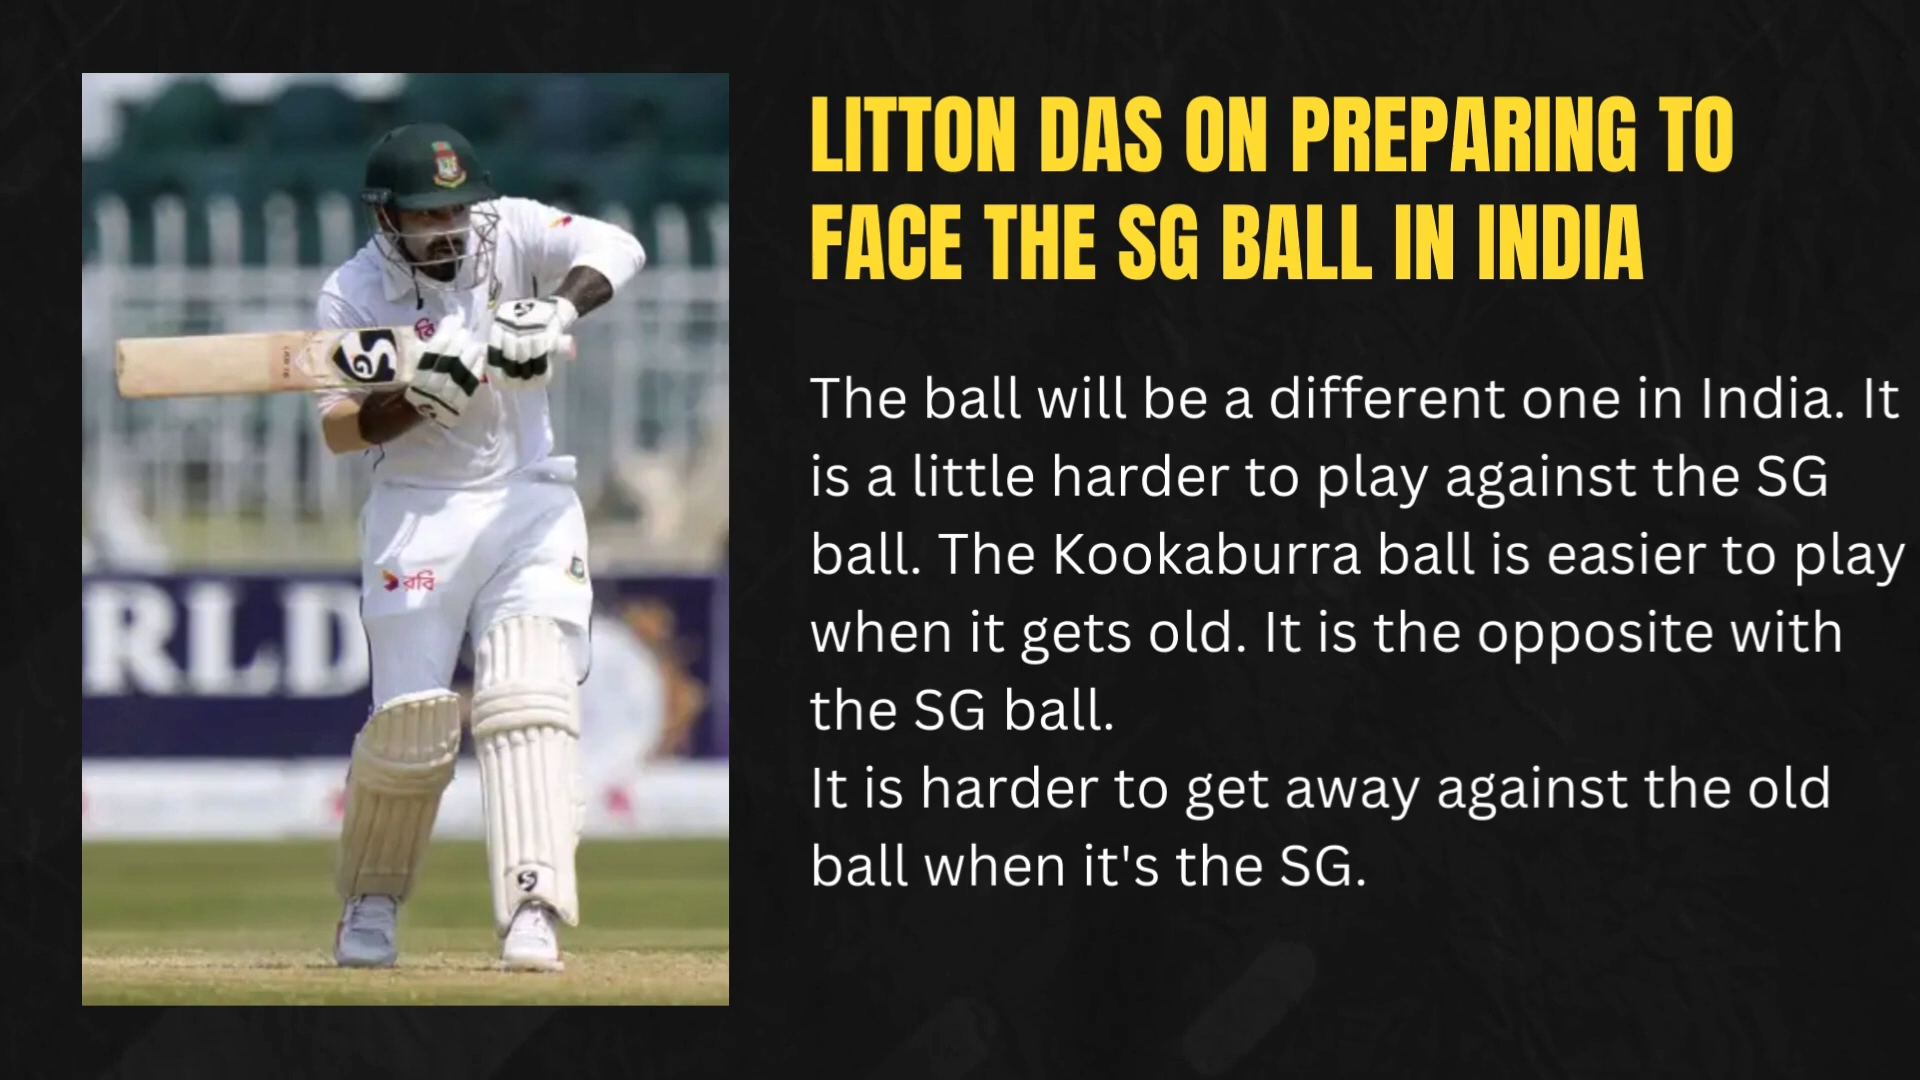 LITTON DAS ON PREPARING TO
FACE THE SG BALL IN INDIA
The ball will be a different one in India. It
is a little harder to play against the SG
ball. The Kookaburra ball is easier to play
when it gets old. It is the opposite with
the SG ball.
It is harder to get away against the old
ball when it's the SG.
RLD
রবি